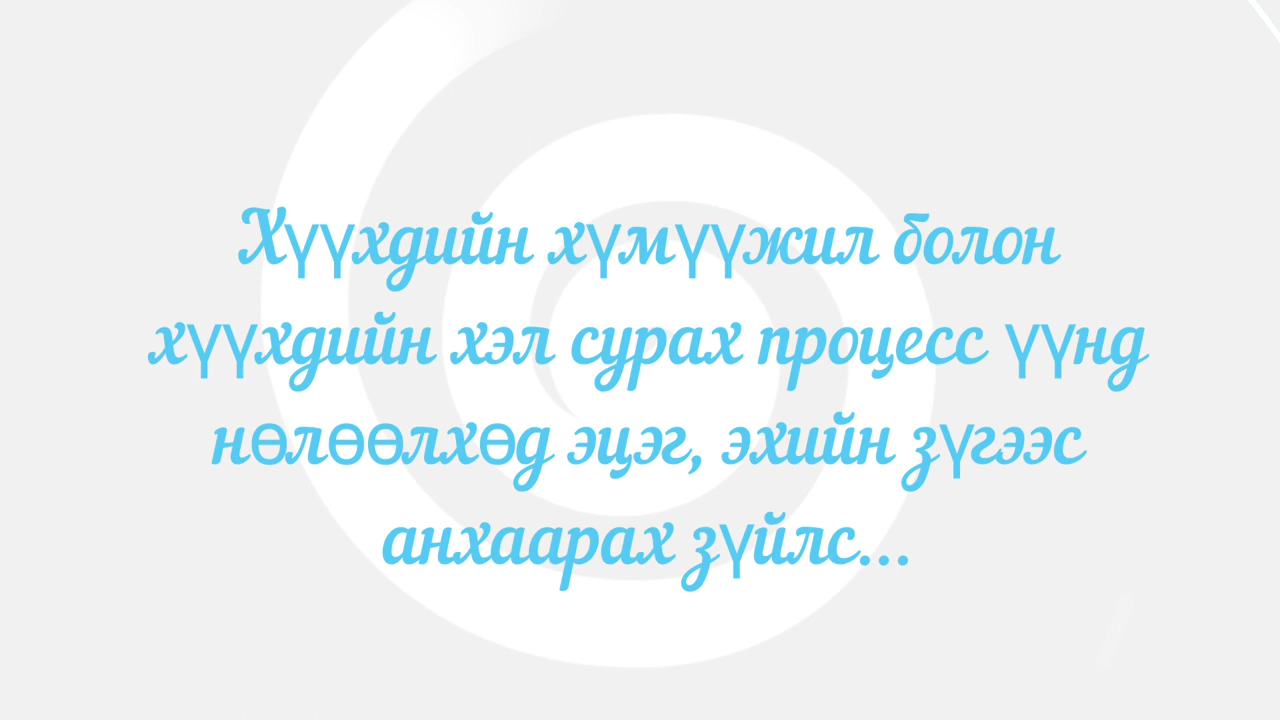 Хүүхдийн хүмүүжил болон
хүүхдийн хэл сурах процесс үүнд
нөлөөлхөд эцэг, эхийн зүгээс
анхаарах зүйлс...